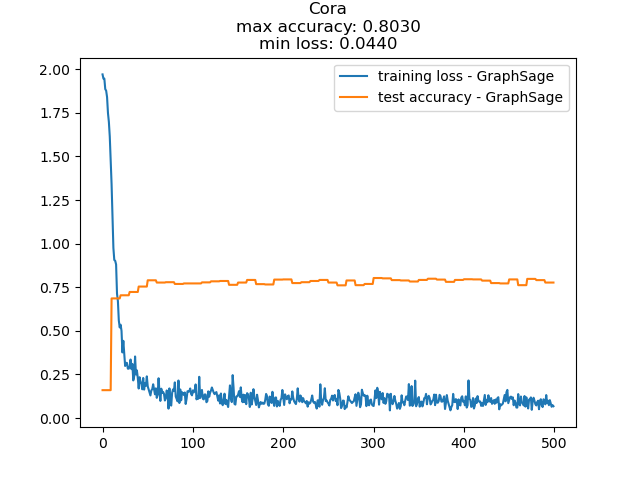 Cora
max accuracy: 0.8030
min loss: 0.0440
training loss - GraphSage
test accuracy - GraphSage
2.00
1.75
1.50
1.25
1.00
0.75
0.50
0.25
0.00
0 100 200 300 400 500